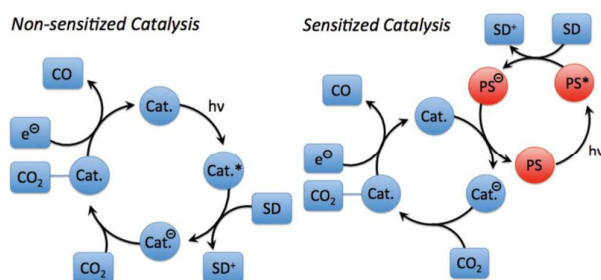 Non-sensitized Catalysis
CO
Cat.
hν
e⊖
CO₂
Cat.
Cat.*
SD
Cat.⊖
CO₂
SD⁺
Sensitized Catalysis
SD⁺
SD
PS⊖
PS*
CO
Cat.
hν
e⊖
PS
CO₂
Cat.
Cat.⊖
CO₂